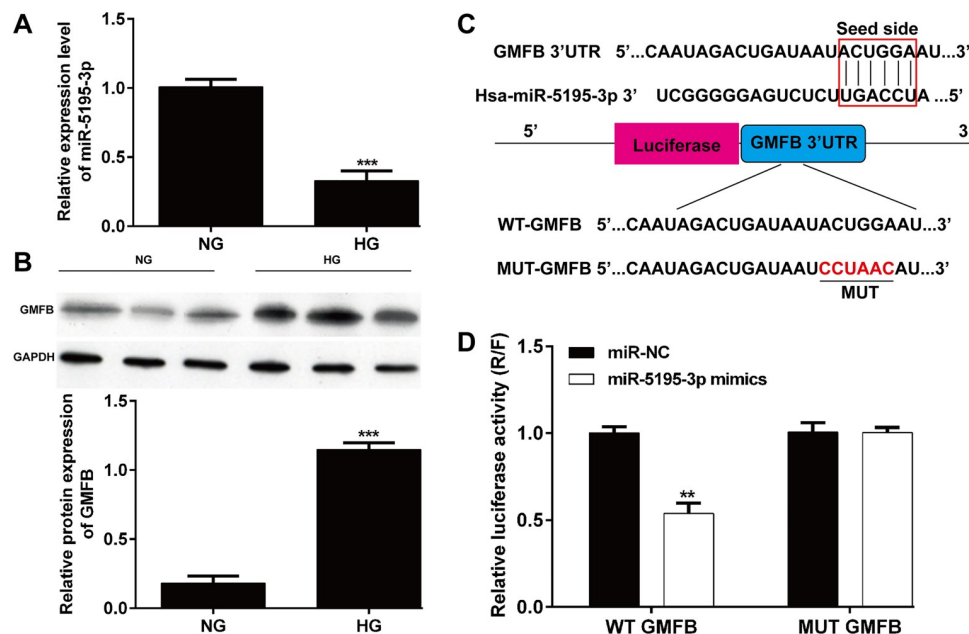 A
Relative expression level
of miR-5195-3p
1.5
1.0
0.5
0.0
***
NG
HG
B
NG
HG
GMFB
GAPDH
Relative protein expression
of GMFB
1.5
1.0
0.5
0.0
***
NG
HG
C
Seed side
GMFB 3'UTR 5'...CAAUAGACUGAUAAUACUGGAAU...3'
Hsa-miR-5195-3p 3' UCGGGGGAGUCUCUUGACCUA ...5'
5'
Luciferase
GMFB 3'UTR
3
WT-GMFB 5'...CAAUAGACUGAUAAUACUGGAAU...3'
MUT-GMFB 5'...CAAUAGACUGAUAAUCCUAACAU...3'
MUT
D
miR-NC
miR-5195-3p mimics
Relative luciferase activity (R/F)
1.5
1.0
0.5
0.0
**
WT GMFB
MUT GMFB